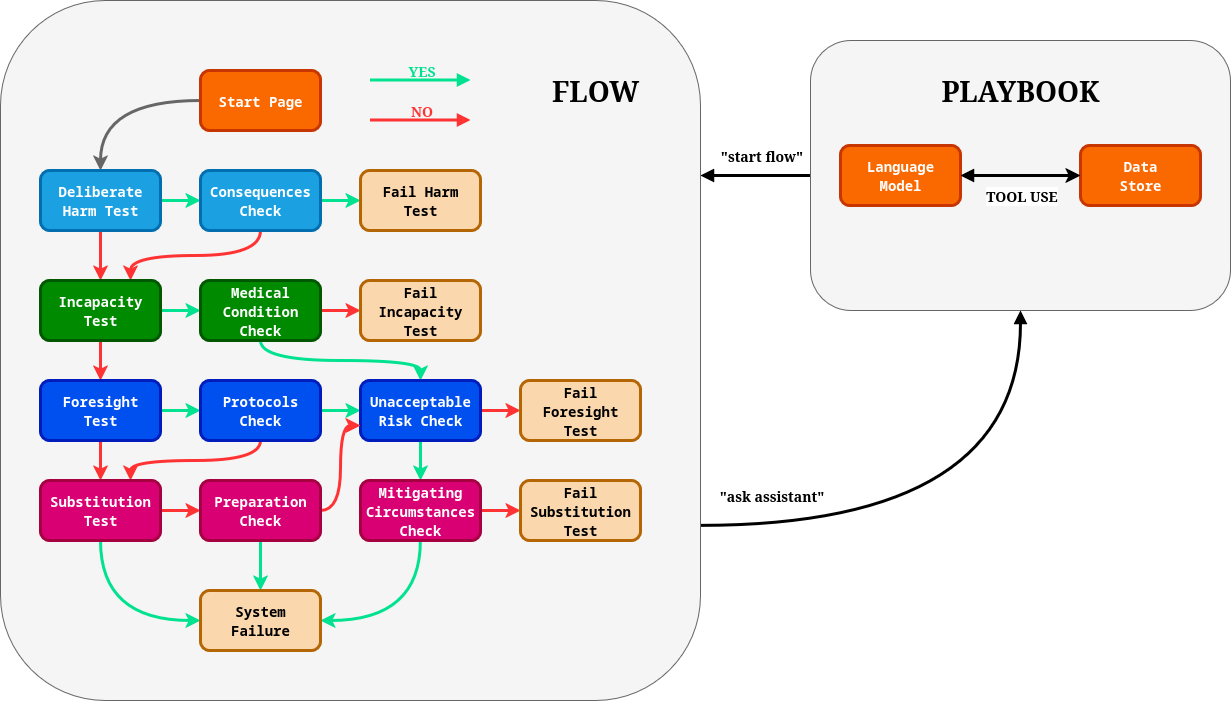 FLOW
YES
NO
Start Page
Deliberate
Harm Test
Consequences
Check
Fail Harm
Test
Incapacity
Test
Medical
Condition
Check
Fail
Incapacity
Test
Foresight
Test
Protocols
Check
Unacceptable
Risk Check
Fail
Foresight
Test
Substitution
Test
Preparation
Check
Mitigating
Circumstances
Check
Fail
Substitution
Test
System
Failure
"start flow"
"ask assistant"
PLAYBOOK
Language
Model
TOOL USE
Data
Store